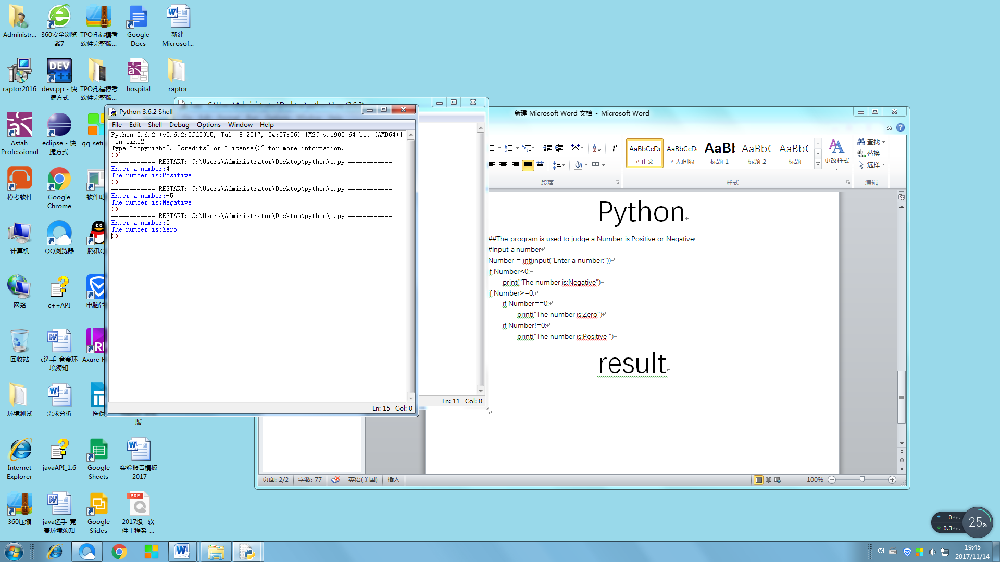 Administr...
360安全浏览
器7
TPO托福模考
软件完整版...
Google
Docs
新建
Microsof...
raptor2016
devcpp - 快
捷方式
TPO托福模考
软件完整版...
hospital
raptor
Astah
Professional
eclipse - 快
捷方式
qq_setu
模考软件
Google
Chrome
软件助
计算机
QQ浏览器
腾讯Q
网络
c++API
电脑管
回收站
c选手-竞赛环
境须知
Axure R
环境测试
需求分析
医保
版
Internet
Explorer
javaAPI_1.6
Google
Sheets
实验报告模板
-2017
360压缩
java选手-竞
赛环境须知
Google
Slides
2017级--软
件工程系-...
1.py - C:\Users\Administrator\Desktop\python\1.py (3.6.2)
Python 3.6.2 Shell
File Edit Shell Debug Options Window Help
Python 3.6.2 (v3.6.2:5fd33b5, Jul  8 2017, 04:57:36) [MSC v.1900 64 bit (AMD64)]
 on win32
Type "copyright", "credits" or "license()" for more information.
>>>
============ RESTART: C:\Users\Administrator\Desktop\python\1.py ============
Enter a number:4
The number is:Positive
>>>
============ RESTART: C:\Users\Administrator\Desktop\python\1.py ============
Enter a number:-5
The number is:Negative
>>>
============ RESTART: C:\Users\Administrator\Desktop\python\1.py ============
Enter a number:0
The number is:Zero
>>>
Ln: 15 Col: 0
Ln: 11 Col: 0
新建 Microsoft Word 文档 - Microsoft Word
AaBbCcDc AaBbCcDc AaBb AaBbC AaBbC
正文 无间隔 标题 1 标题 2 标题
更改样式
查找
替换
选择
段落 样式 编辑
Python
##The program is used to judge a Number is Positive or Negative
#Input a number
Number = int(input("Enter a number:"))
if Number<0:
print("The number is:Negative")
if Number>=0:
if Number==0:
print("The number is:Zero")
if Number!=0:
print("The number is:Positive ")
result
页面: 2/2 字数: 77 英语(美国) 插入 100%
0K/s
0.3K/s
25%
CH
19:45
2017/11/14